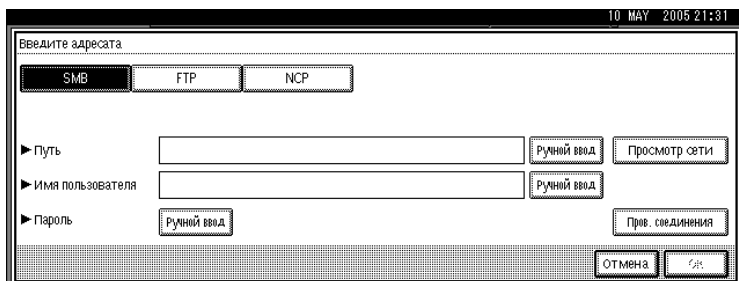 10 MAY 2005 21:31
Введите адресата
SMB FTP NCP
Путь Ручной ввод Просмотр сети
Имя пользователя Ручной ввод
Пароль Ручной ввод Пров. соединения
Отмена OK